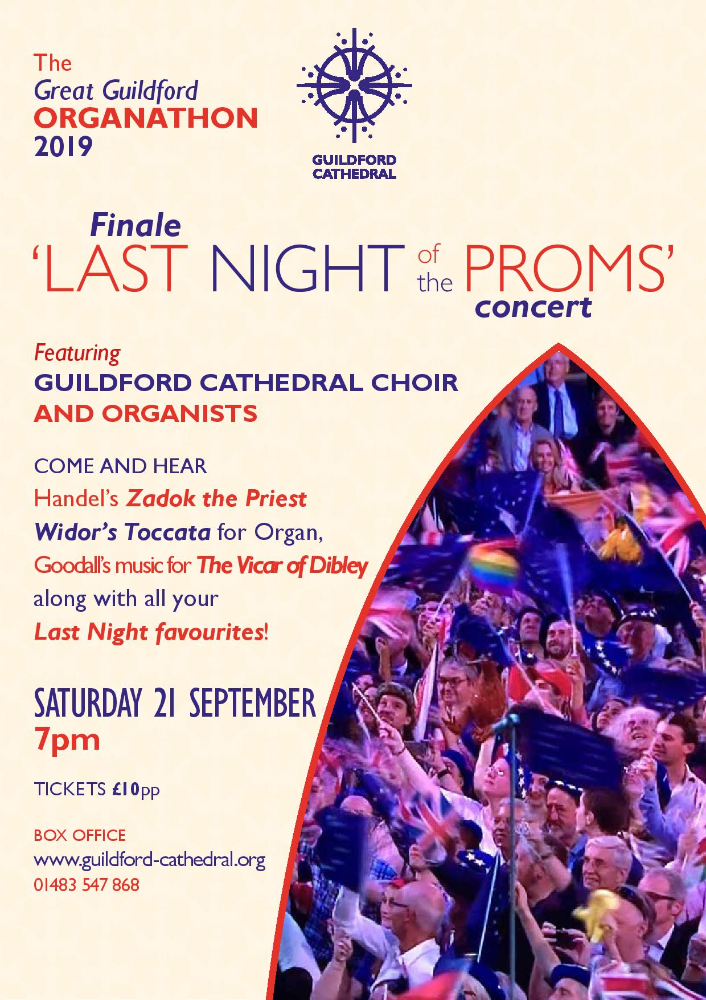 The
Great Guildford
ORGANATHON
2019
GUILDFORD
CATHEDRAL
Finale
‘LAST NIGHT of the PROMS’
concert
Featuring
GUILDFORD CATHEDRAL CHOIR
AND ORGANISTS
COME AND HEAR
Handel’s Zadok the Priest
Widor’s Toccata for Organ,
Goodall’s music for The Vicar of Dibley
along with all your
Last Night favourites!
SATURDAY 21 SEPTEMBER
7pm
TICKETS £10pp
BOX OFFICE
www.guildford-cathedral.org
01483 547 868